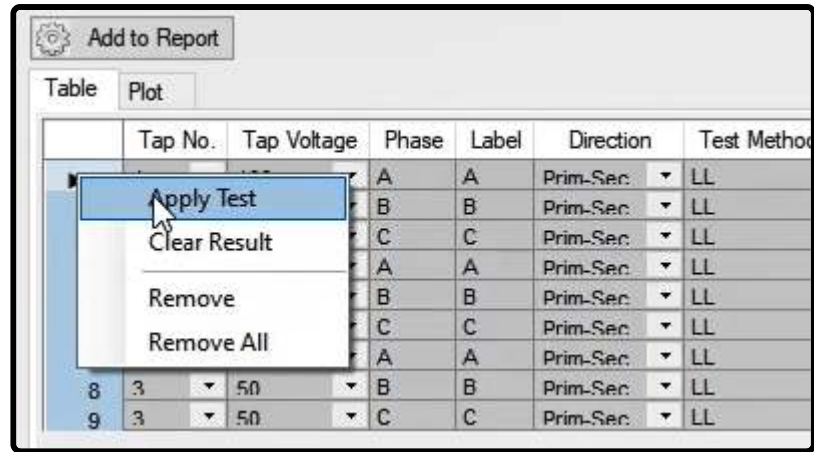 Add to Report
Table Plot
Tap No. Tap Voltage Phase Label Direction Test Method
A A Prim-Sec LL
Apply Test B B Prim-Sec LL
Clear Result C C Prim-Sec LL
A A Prim-Sec LL
Remove B B Prim-Sec LL
C C Prim-Sec LL
Remove All A A Prim-Sec LL
8 3 50 B B Prim-Sec LL
9 3 50 C C Prim-Sec LL